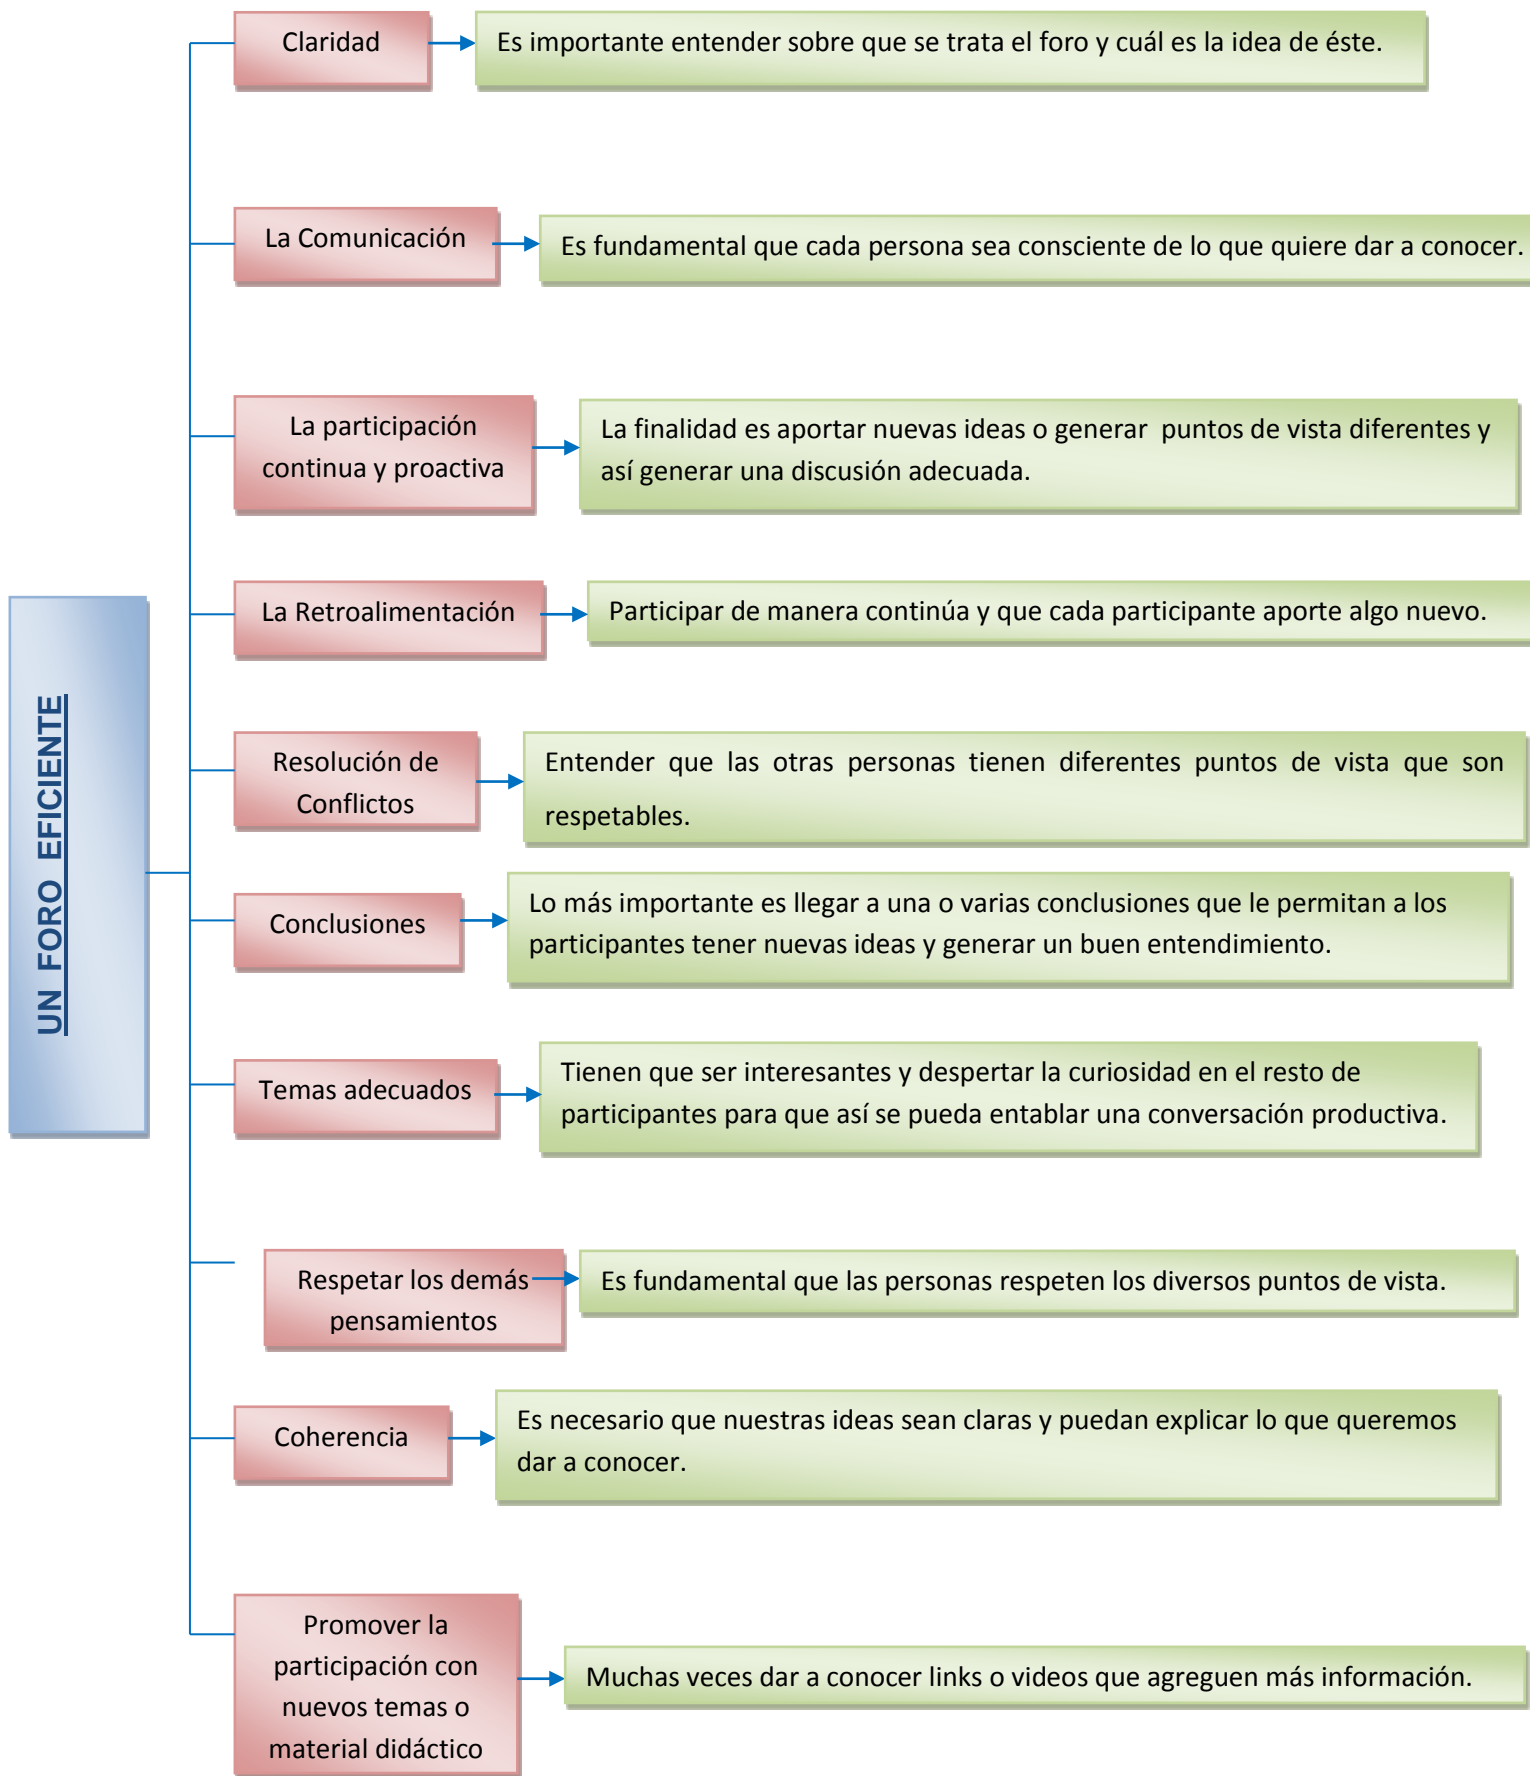 UN FORO EFICIENTE
Claridad
Es importante entender sobre que se trata el foro y cuál es la idea de éste.
La Comunicación
Es fundamental que cada persona sea consciente de lo que quiere dar a conocer.
La participación
continua y proactiva
La finalidad es aportar nuevas ideas o generar puntos de vista diferentes y
así generar una discusión adecuada.
La Retroalimentación
Participar de manera continúa y que cada participante aporte algo nuevo.
Resolución de
Conflictos
Entender que las otras personas tienen diferentes puntos de vista que son
respetables.
Conclusiones
Lo más importante es llegar a una o varias conclusiones que le permitan a los
participantes tener nuevas ideas y generar un buen entendimiento.
Temas adecuados
Tienen que ser interesantes y despertar la curiosidad en el resto de
participantes para que así se pueda entablar una conversación productiva.
Respetar los demás
pensamientos
Es fundamental que las personas respeten los diversos puntos de vista.
Coherencia
Es necesario que nuestras ideas sean claras y puedan explicar lo que queremos
dar a conocer.
Promover la
participación con
nuevos temas o
material didáctico
Muchas veces dar a conocer links o videos que agreguen más información.